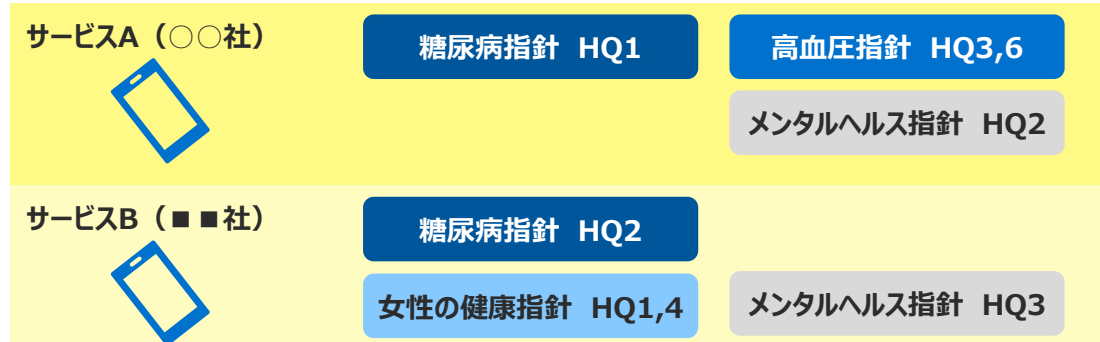 サービスA（○○社）
糖尿病指針 HQ1
高血圧指針 HQ3,6
メンタルヘルス指針 HQ2
サービスB（■■社）
糖尿病指針 HQ2
女性の健康指針 HQ1,4
メンタルヘルス指針 HQ3